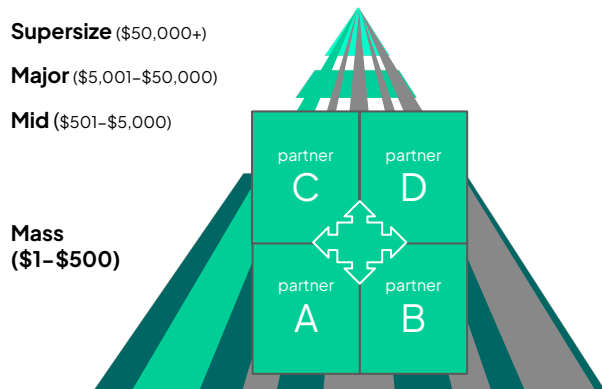 Supersize ($50,000+)
Major ($5,001–$50,000)
Mid ($501–$5,000)
Mass
($1–$500)
partner
C
partner
D
partner
A
partner
B